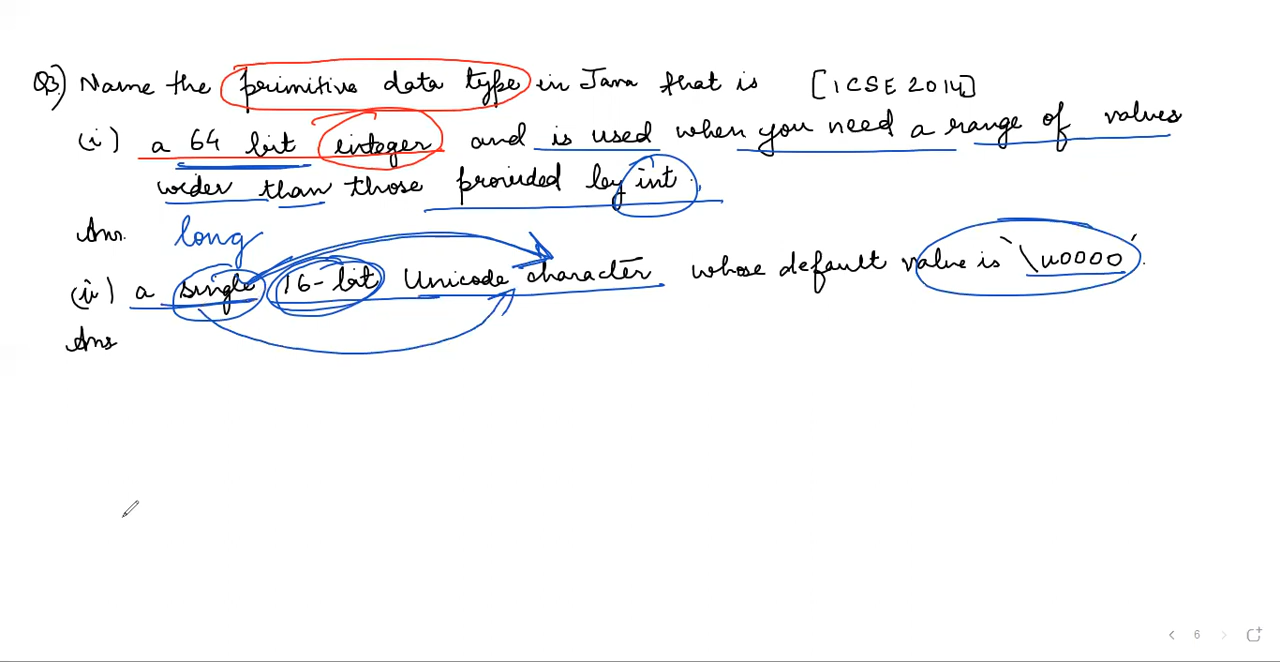 Q3.) Name the primitive data type in Java that is [ICSE 2014]
(i) a 64 bit integer and is used when you need a range of values
wider than those provided by int.
Ans. long
(ii) a single 16-bit Unicode character whose default value is '\u0000'.
Ans
6